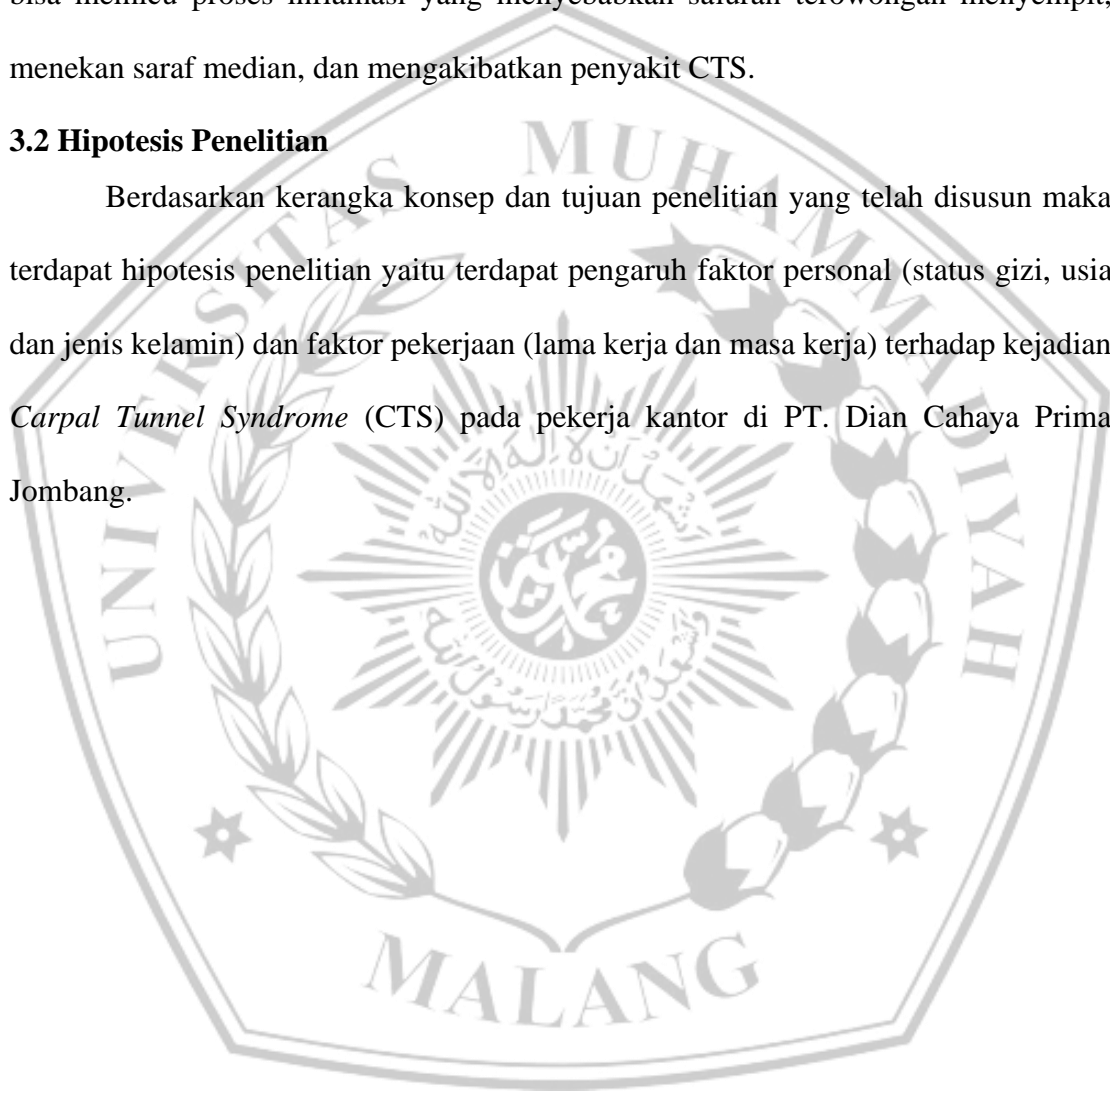 bisa memicu proses inflamasi yang menyebabkan saluran terowongan menyempit,
menekan saraf median, dan mengakibatkan penyakit CTS.
3.2 Hipotesis Penelitian
Berdasarkan kerangka konsep dan tujuan penelitian yang telah disusun maka
terdapat hipotesis penelitian yaitu terdapat pengaruh faktor personal (status gizi, usia
dan jenis kelamin) dan faktor pekerjaan (lama kerja dan masa kerja) terhadap kejadian
Carpal Tunnel Syndrome (CTS) pada pekerja kantor di PT. Dian Cahaya Prima
Jombang.
UNIVERSITAS MUHAMMADIYAH
MALANG